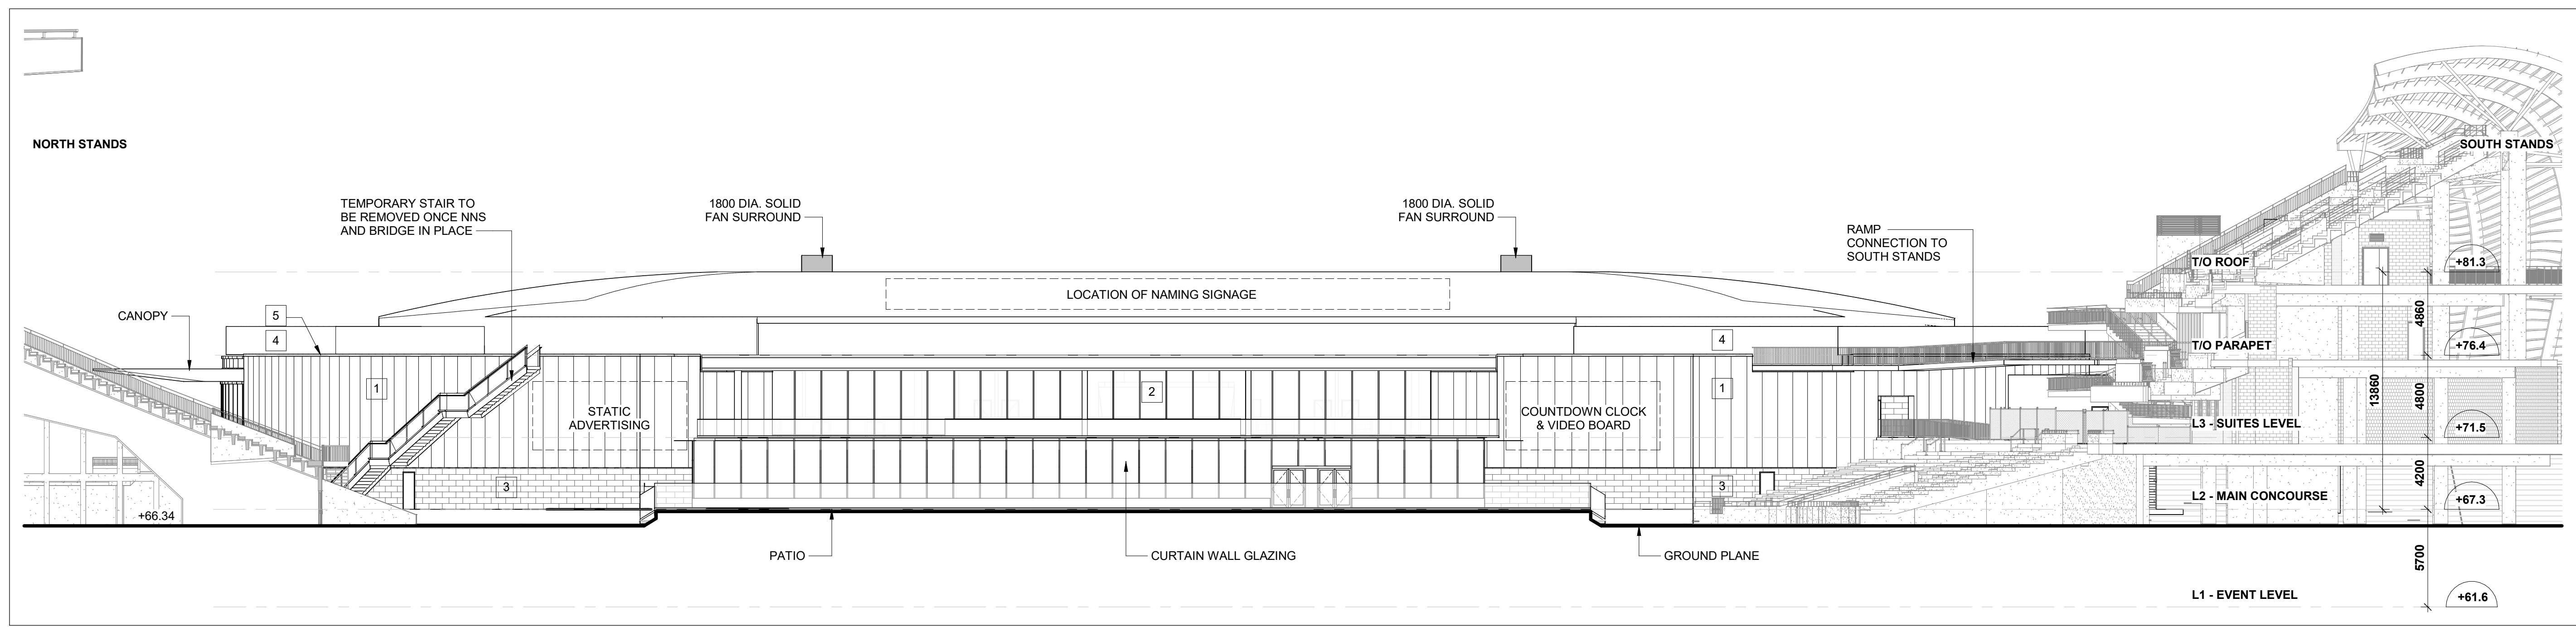 NORTH STANDS
SOUTH STANDS
TEMPORARY STAIR TO
BE REMOVED ONCE NNS
AND BRIDGE IN PLACE
1800 DIA. SOLID
FAN SURROUND
1800 DIA. SOLID
FAN SURROUND
RAMP
CONNECTION TO
SOUTH STANDS
T/O ROOF
+81.3
LOCATION OF NAMING SIGNAGE
CANOPY
5
4
4
4860
T/O PARAPET
+76.4
1
2
1
13860
4800
STATIC
ADVERTISING
COUNTDOWN CLOCK
& VIDEO BOARD
L3 - SUITES LEVEL
+71.5
4200
3
3
L2 - MAIN CONCOURSE
+67.3
+66.34
PATIO
CURTAIN WALL GLAZING
GROUND PLANE
5700
L1 - EVENT LEVEL
+61.6